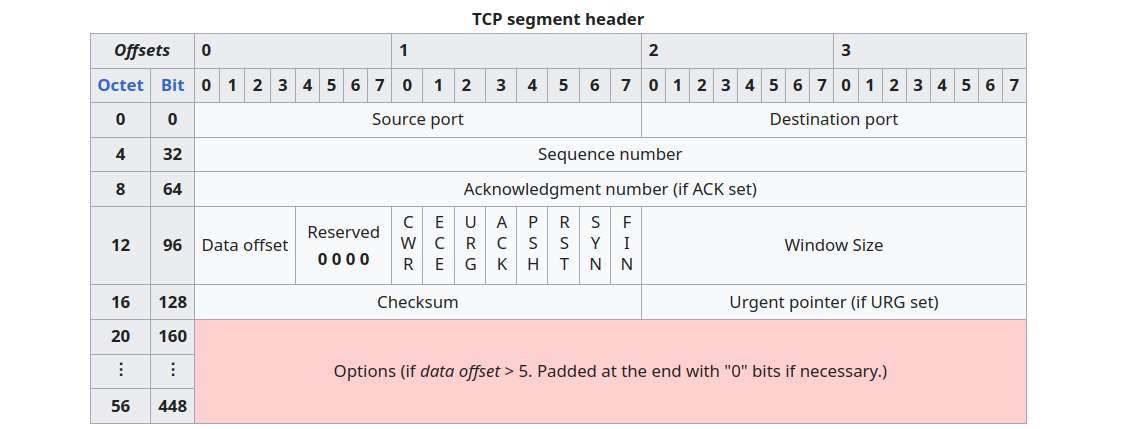 TCP segment header
Offsets 0 1 2 3
Octet Bit 0 1 2 3 4 5 6 7 0 1 2 3 4 5 6 7 0 1 2 3 4 5 6 7 0 1 2 3 4 5 6 7
0 0 Source port Destination port
4 32 Sequence number
8 64 Acknowledgment number (if ACK set)
12 96 Data offset Reserved 0 0 0 0 CWR ECE URG ACK PSH RST SYN FIN Window Size
16 128 Checksum Urgent pointer (if URG set)
20 160
⋮ ⋮ Options (if data offset > 5. Padded at the end with "0" bits if necessary.)
56 448